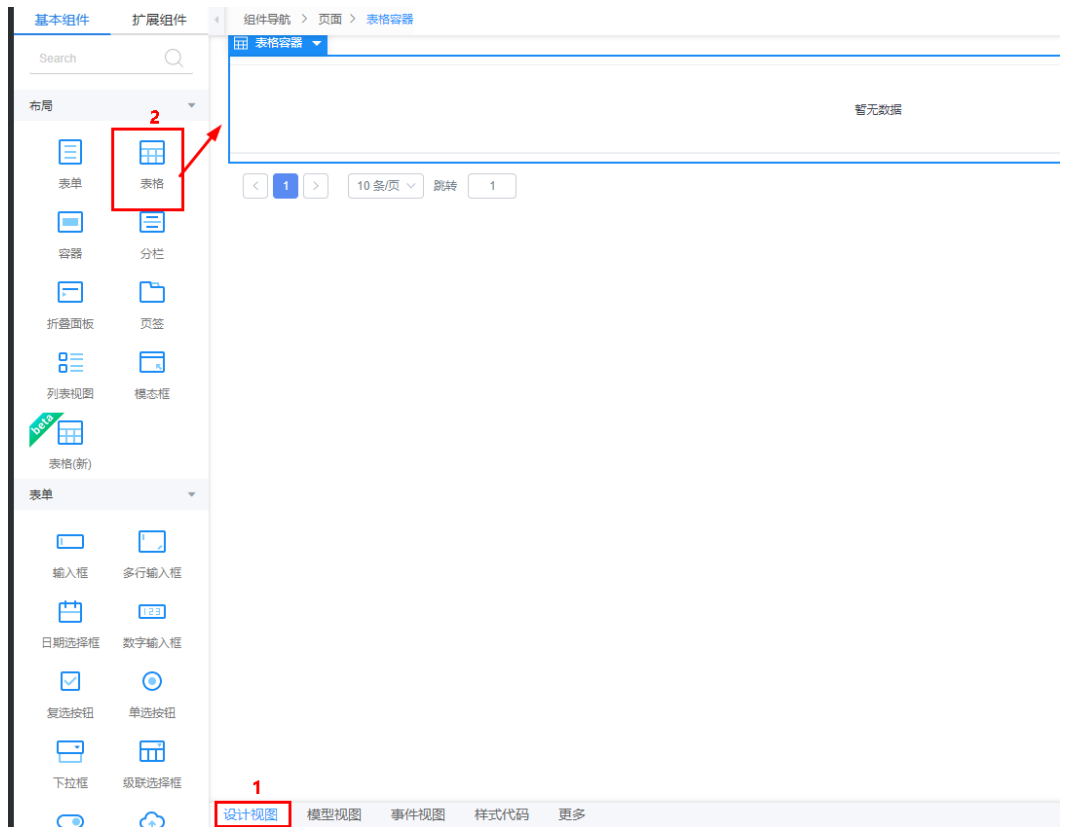 基本组件 扩展组件 组件导航 > 页面 > 表格容器
表格容器
Search
布局
2
暂无数据
表单 表格
< 1 > 10 条/页 跳转 1
容器 分栏
折叠面板 页签
列表视图 模态框
beta
表格(新)
表单
输入框 多行输入框
123
日期选择框 数字输入框
复选按钮 单选按钮
下拉框 级联选择框
1
设计视图 模型视图 事件视图 样式代码 更多